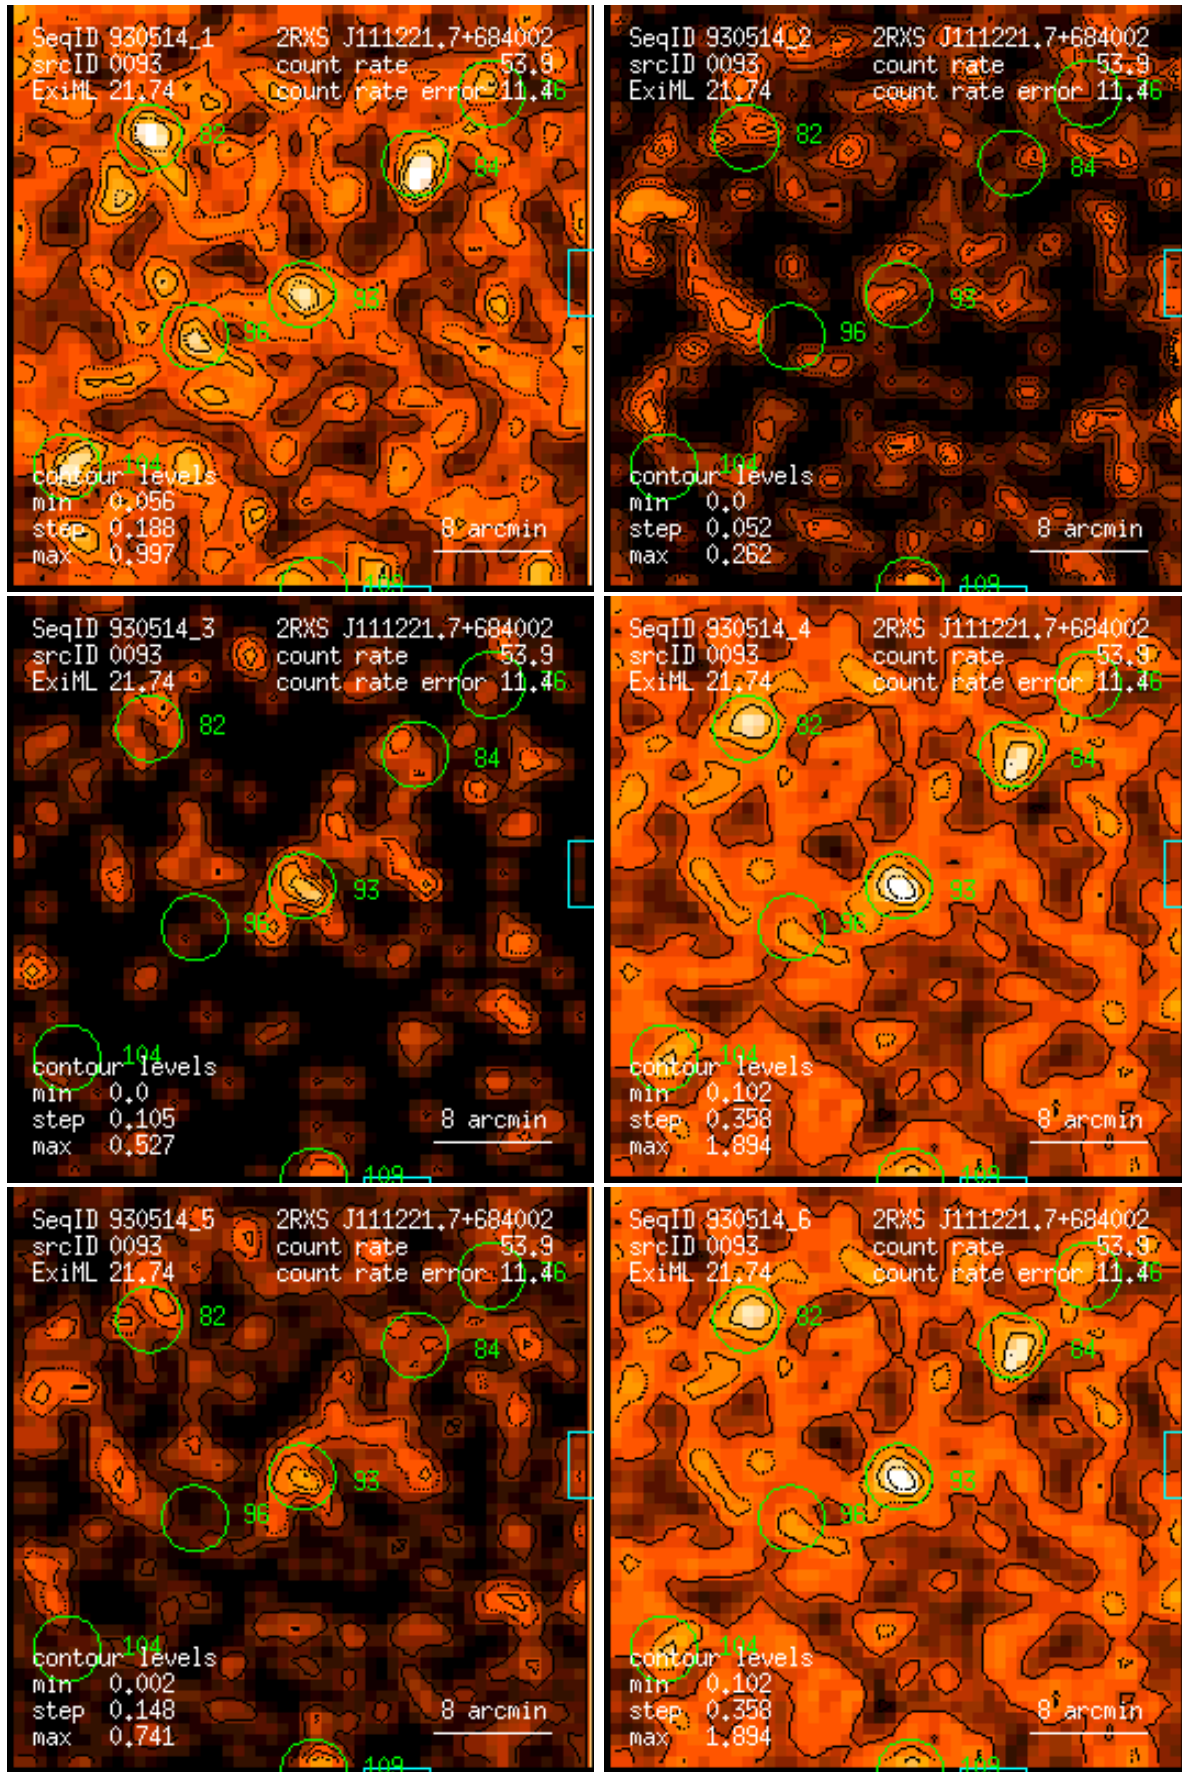 SeqID 930514_1 2RXS J111221.7+684002
srcID 0093 count rate 53.9
ExiML 21.74 count rate error 11.4
76
82
84
93
96
104
contour levels
min 0.056
step 0.188 8 arcmin
max 0.997
109
SeqID 930514_2 2RXS J111221.7+684002
srcID 0093 count rate 53.9
ExiML 21.74 count rate error 11.4
76
82
84
93
96
104
contour levels
min 0.0
step 0.052 8 arcmin
max 0.262
109
SeqID 930514_3 2RXS J111221.7+684002
srcID 0093 count rate 53.9
ExiML 21.74 count rate error 11.4
76
82
84
93
96
104
contour levels
min 0.0
step 0.105 8 arcmin
max 0.527
109
SeqID 930514_4 2RXS J111221.7+684002
srcID 0093 count rate 53.9
ExiML 21.74 count rate error 11.4
76
82
84
93
96
104
contour levels
min 0.102
step 0.358 8 arcmin
max 1.894
109
SeqID 930514_5 2RXS J111221.7+684002
srcID 0093 count rate 53.9
ExiML 21.74 count rate error 11.4
76
82
84
93
96
104
contour levels
min 0.002
step 0.148 8 arcmin
max 0.741
109
SeqID 930514_6 2RXS J111221.7+684002
srcID 0093 count rate 53.9
ExiML 21.74 count rate error 11.4
76
82
84
93
96
104
contour levels
min 0.102
step 0.358 8 arcmin
max 1.894
109